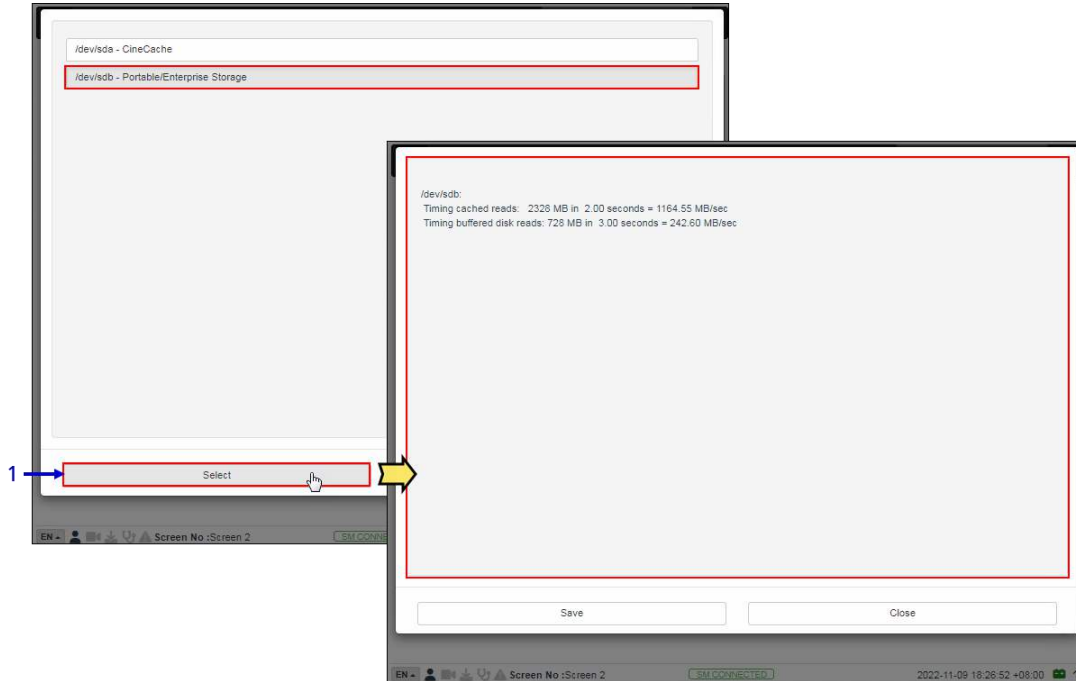 /dev/sda - CineCache
/dev/sdb - Portable/Enterprise Storage
1
Select
EN
Screen No :Screen 2
/dev/sdb:
Timing cached reads: 2328 MB in 2.00 seconds = 1164.55 MB/sec
Timing buffered disk reads: 728 MB in 3.00 seconds = 242.60 MB/sec
Save
Close
EN
Screen No :Screen 2
SM CONNECTED
2022-11-09 18:26:52 +08:00